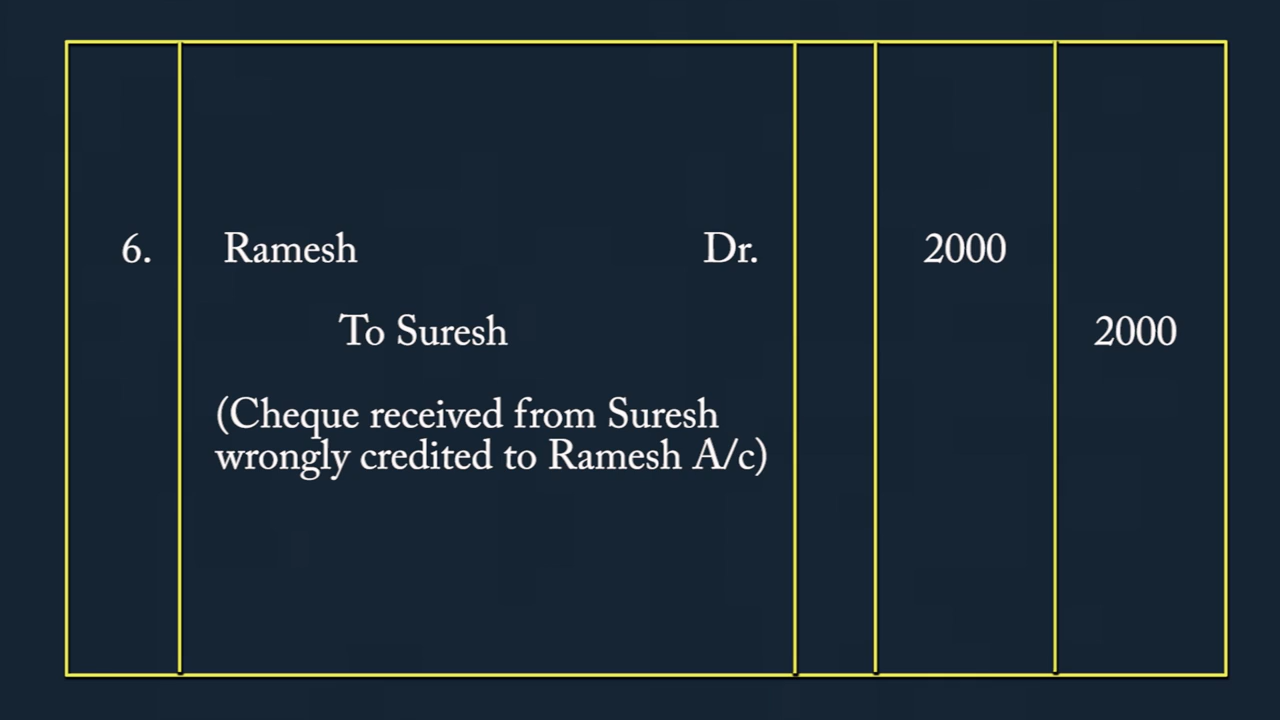 6. Ramesh Dr. 2000
To Suresh 2000
(Cheque received from Suresh
wrongly credited to Ramesh A/c)